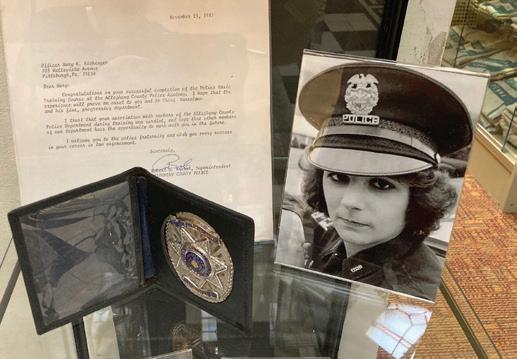 November 23, 1983
Officer Mary K.
Pittsburgh, Pa. 15234
Dear Mary:
Congratulations on your successful completion of the Police Basic
Training Course at the Allegheny County Police Academy. I hope that the
experience will prove an asset to you and to Chief
and his fine, progressive department.
I trust that your association with members of the Allegheny County
Police Department during training was cordial, and hope that other members
of our Department have the opportunity to work with you in the future.
I welcome you to the police fraternity and wish you every success
in your career in law enforcement.
Sincerely,
Superintendent
COUNTY POLICE
POLICE